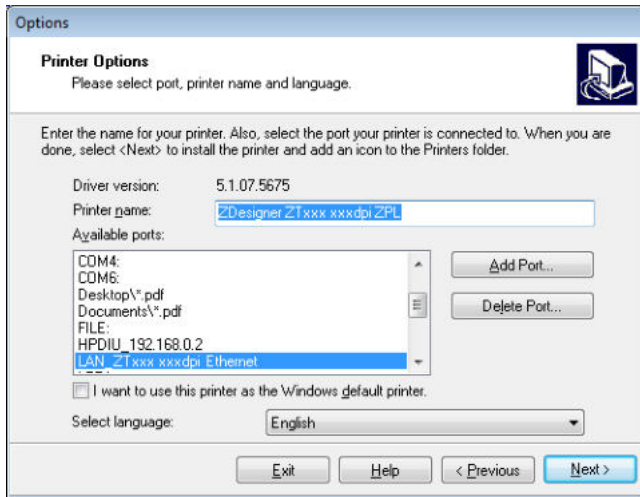 Options
Printer Options
Please select port, printer name and language.
Enter the name for your printer. Also, select the port your printer is connected to. When you are
done, select <Next> to install the printer and add an icon to the Printers folder.
Driver version: 5.1.07.5675
Printer name: ZDesigner ZTxxx xxxdpi ZPL
Available ports:
COM4:
COM6:
Desktop\*.pdf
Documents\*.pdf
FILE:
HPDIU_192.168.0.2
LAN_ZTxxx xxxdpi Ethernet
Add Port...
Delete Port...
I want to use this printer as the Windows default printer.
Select language: English
Exit Help < Previous Next >